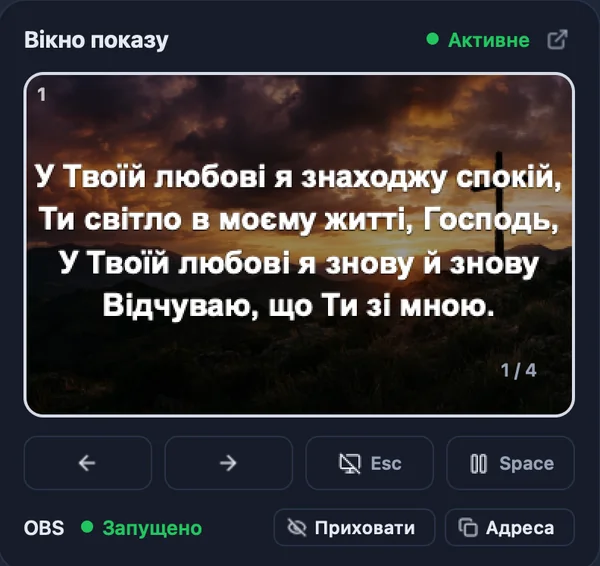 Вікно показу
Активне
1
У Твоїй любові я знаходжу спокій,
Ти світло в моєму житті, Господь,
У Твоїй любові я знову й знову
Відчуваю, що Ти зі мною.
1 / 4
Esc
Space
OBS
Запущено
Приховати
Адреса